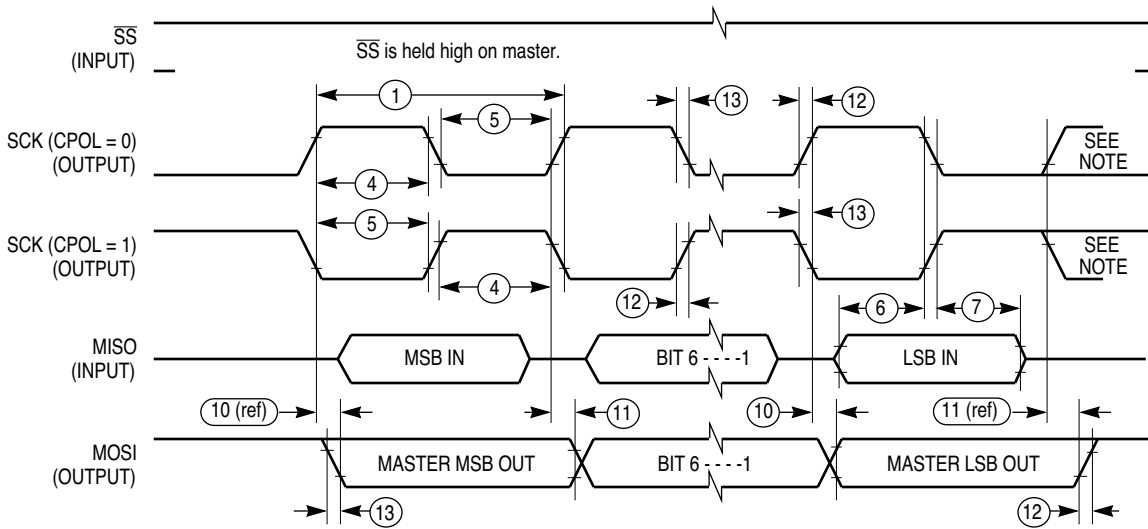 SS
(INPUT)
SS is held high on master.
1
5
13
12
SCK (CPOL = 0)
(OUTPUT)
SEE
NOTE
4
5
13
SCK (CPOL = 1)
(OUTPUT)
SEE
NOTE
4
12
6
7
MISO
(INPUT)
MSB IN
BIT 6 - - - -1
LSB IN
10 (ref)
11
10
11 (ref)
MOSI
(OUTPUT)
MASTER MSB OUT
BIT 6 - - - -1
MASTER LSB OUT
13
12